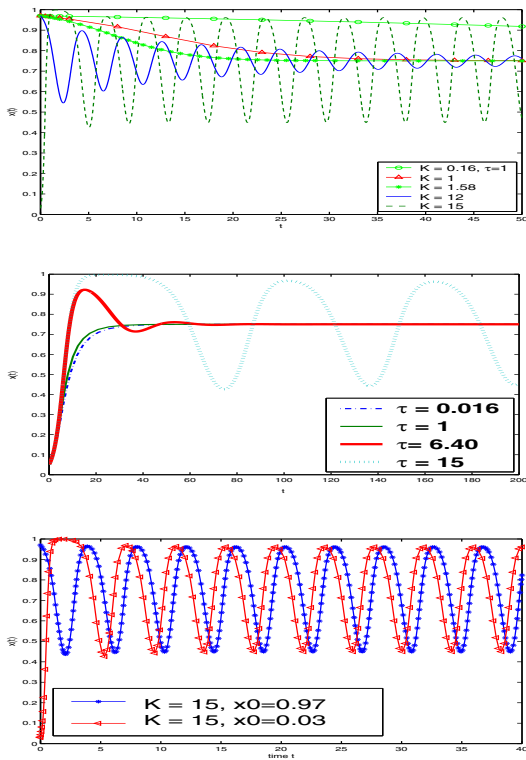 1
0.9
0.8
0.7
0.6
0.5
0.4
0.3
0.2
0.1
0
x(t)
0 5 10 15 20 25 30 35 40 45 50
t
K = 0.16, τ=1
K = 1
K = 1.58
K = 12
K = 15
1
0.9
0.8
0.7
0.6
0.5
0.4
0.3
0.2
0.1
0
x(t)
0 20 40 60 80 100 120 140 160 180 200
t
τ = 0.016
τ = 1
τ= 6.40
τ = 15
1
0.9
0.8
0.7
0.6
0.5
0.4
0.3
0.2
0.1
0
x(t)
0 5 10 15 20 25 30 35 40
time t
K = 15, x0=0.97
K = 15, x0=0.03